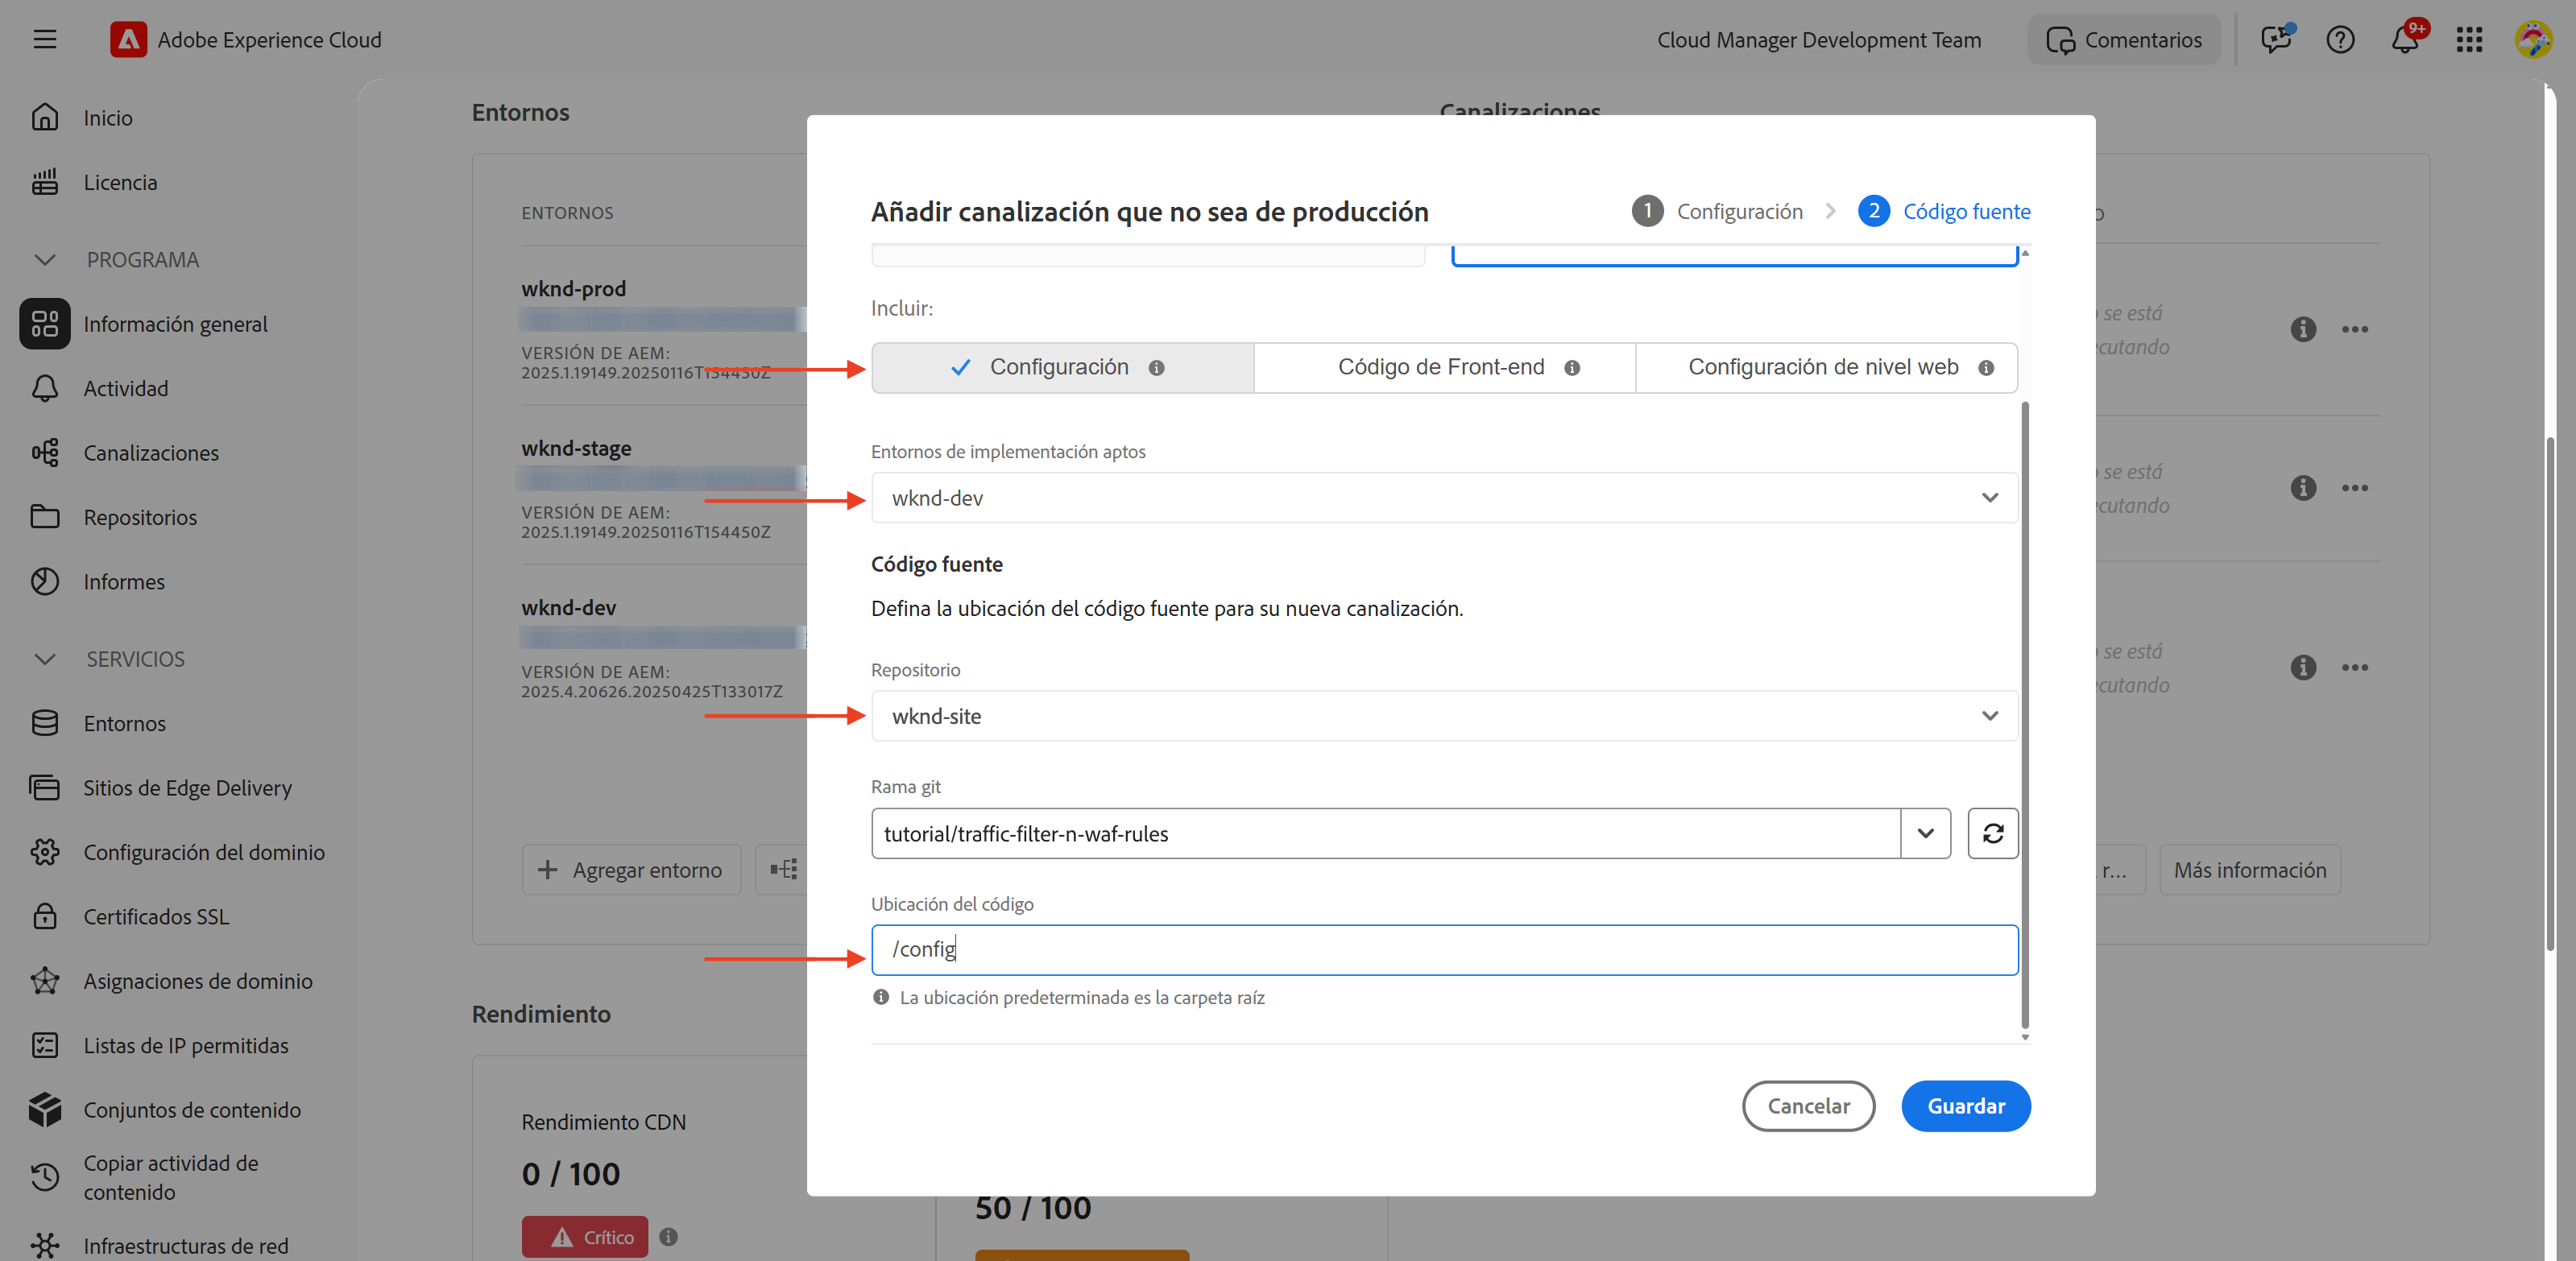 Adobe Experience Cloud
Cloud Manager Development Team
Comentarios
9+
Inicio
Licencia
PROGRAMA
Información general
Actividad
Canalizaciones
Repositorios
Informes
SERVICIOS
Entornos
Sitios de Edge Delivery
Configuración del dominio
Certificados SSL
Asignaciones de dominio
Listas de IP permitidas
Conjuntos de contenido
Copiar actividad de
contenido
Infraestructuras de red
Entornos
ENTORNOS
wknd-prod
VERSIÓN DE AEM:
2025.1.19149.20250116T154450Z
wknd-stage
VERSIÓN DE AEM:
2025.1.19149.20250116T154450Z
wknd-dev
VERSIÓN DE AEM:
2025.4.20626.20250425T133017Z
Agregar entorno
Rendimiento
Rendimiento CDN
0 / 100
Crítico
50 / 100
Canalizaciones
Añadir canalización que no sea de producción
1 Configuración
2 Código fuente
Incluir:
Configuración
Código de Front-end
Configuración de nivel web
Entornos de implementación aptos
wknd-dev
Código fuente
Defina la ubicación del código fuente para su nueva canalización.
Repositorio
wknd-site
Rama git
tutorial/traffic-filter-n-waf-rules
Ubicación del código
/config
La ubicación predeterminada es la carpeta raíz
Cancelar
Guardar
o
se está
cutando
se está
ecutando
se está
ecutando
r...
Más información